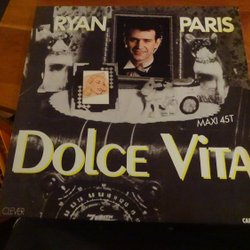 RYAN PARIS
MAXI 45T
DOLCE VITA
CLEVER